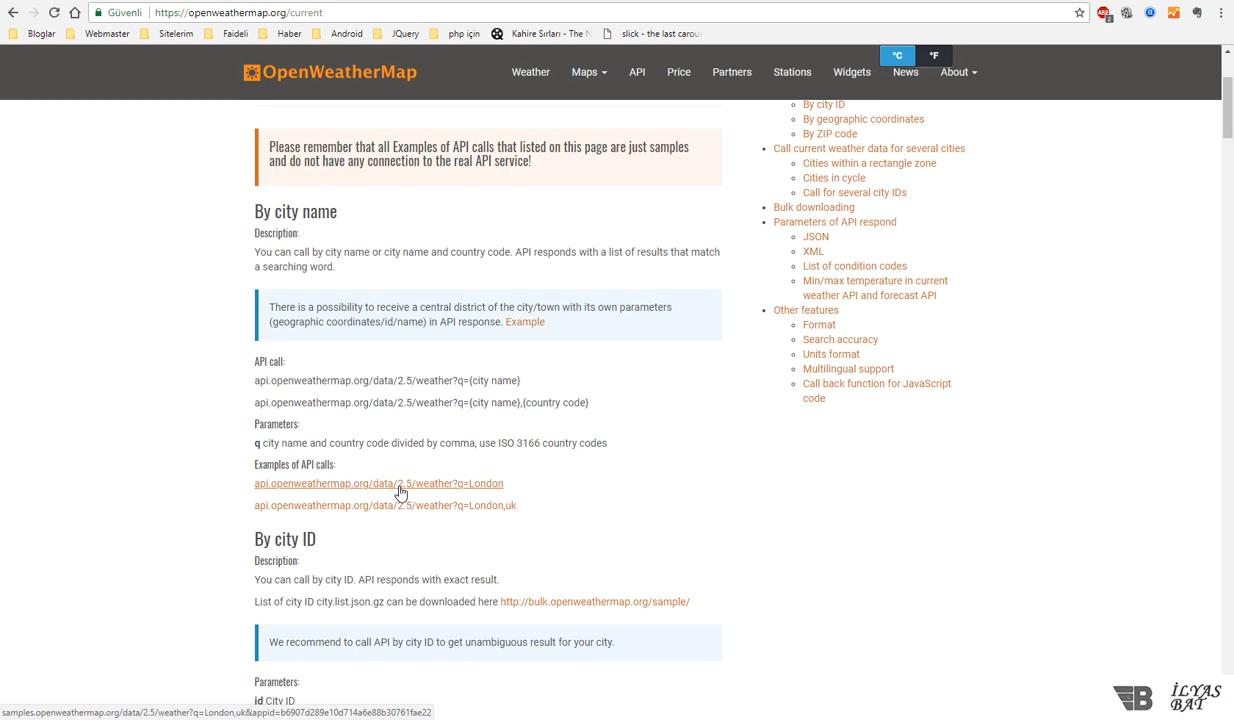 Güvenli
https://openweathermap.org/current
Bloglar
Webmaster
Sitelerim
Faideli
Haber
Android
JQuery
php için
Kahire Sırları - The N
slick - the last carous
OpenWeatherMap
Weather
Maps
API
Price
Partners
Stations
Widgets
News
About
°C
°F
Please remember that all Examples of API calls that listed on this page are just samples
and do not have any connection to the real API service!
By city name
Description:
You can call by city name or city name and country code. API responds with a list of results that match
a searching word.
There is a possibility to receive a central district of the city/town with its own parameters
(geographic coordinates/id/name) in API response. Example
API call:
api.openweathermap.org/data/2.5/weather?q={city name}
api.openweathermap.org/data/2.5/weather?q={city name},{country code}
Parameters:
q city name and country code divided by comma, use ISO 3166 country codes
Examples of API calls:
api.openweathermap.org/data/2.5/weather?q=London
api.openweathermap.org/data/2.5/weather?q=London,uk
By city ID
Description:
You can call by city ID. API responds with exact result.
List of city ID city.list.json.gz can be downloaded here http://bulk.openweathermap.org/sample/
We recommend to call API by city ID to get unambiguous result for your city.
Parameters:
id City ID
By city ID
By geographic coordinates
By ZIP code
Call current weather data for several cities
Cities within a rectangle zone
Cities in cycle
Call for several city IDs
Bulk downloading
Parameters of API respond
JSON
XML
List of condition codes
Min/max temperature in current
weather API and forecast API
Other features
Format
Search accuracy
Units format
Multilingual support
Call back function for JavaScript
code
samples.openweathermap.org/data/2.5/weather?q=London,uk&appid=b6907d289e10d714a6e88b30761fae22
İLYAS
BAT